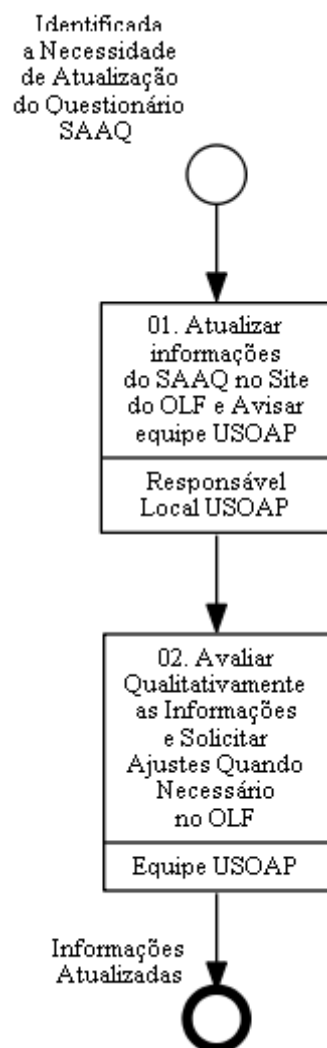 Identificada
a Necessidade
de Atualização
do Questionário
SAAQ
01. Atualizar
informações
do SAAQ no Site
do OLF e Avisar
equipe USOAP
Responsável
Local USOAP
02. Avaliar
Qualitativamente
as Informações
e Solicitar
Ajustes Quando
Necessário
no OLF
Equipe USOAP
Informações
Atualizadas